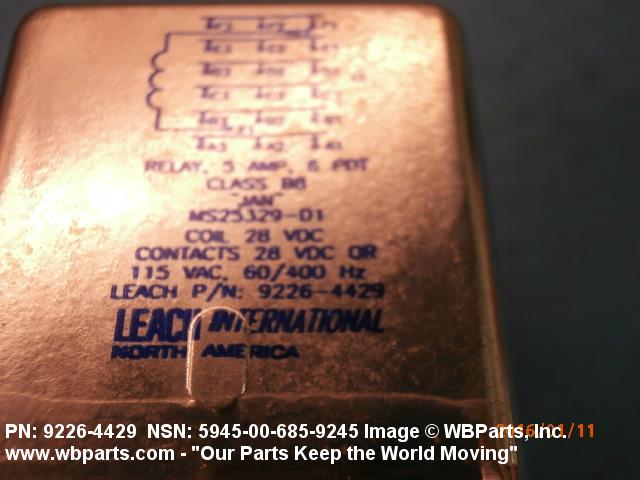 RELAY, 5 AMP, 6 PDT
CLASS B8
"JAN"
MS25329-D1
COIL 28 VDC
CONTACTS 28 VDC OR
115 VAC, 60/400 Hz
LEACH P/N: 9226-4429
LEACH INTERNATIONAL
NORTH AMERICA
PN: 9226-4429 NSN: 5945-00-685-9245 Image © WBParts, Inc.
www.wbparts.com - "Our Parts Keep the World Moving"